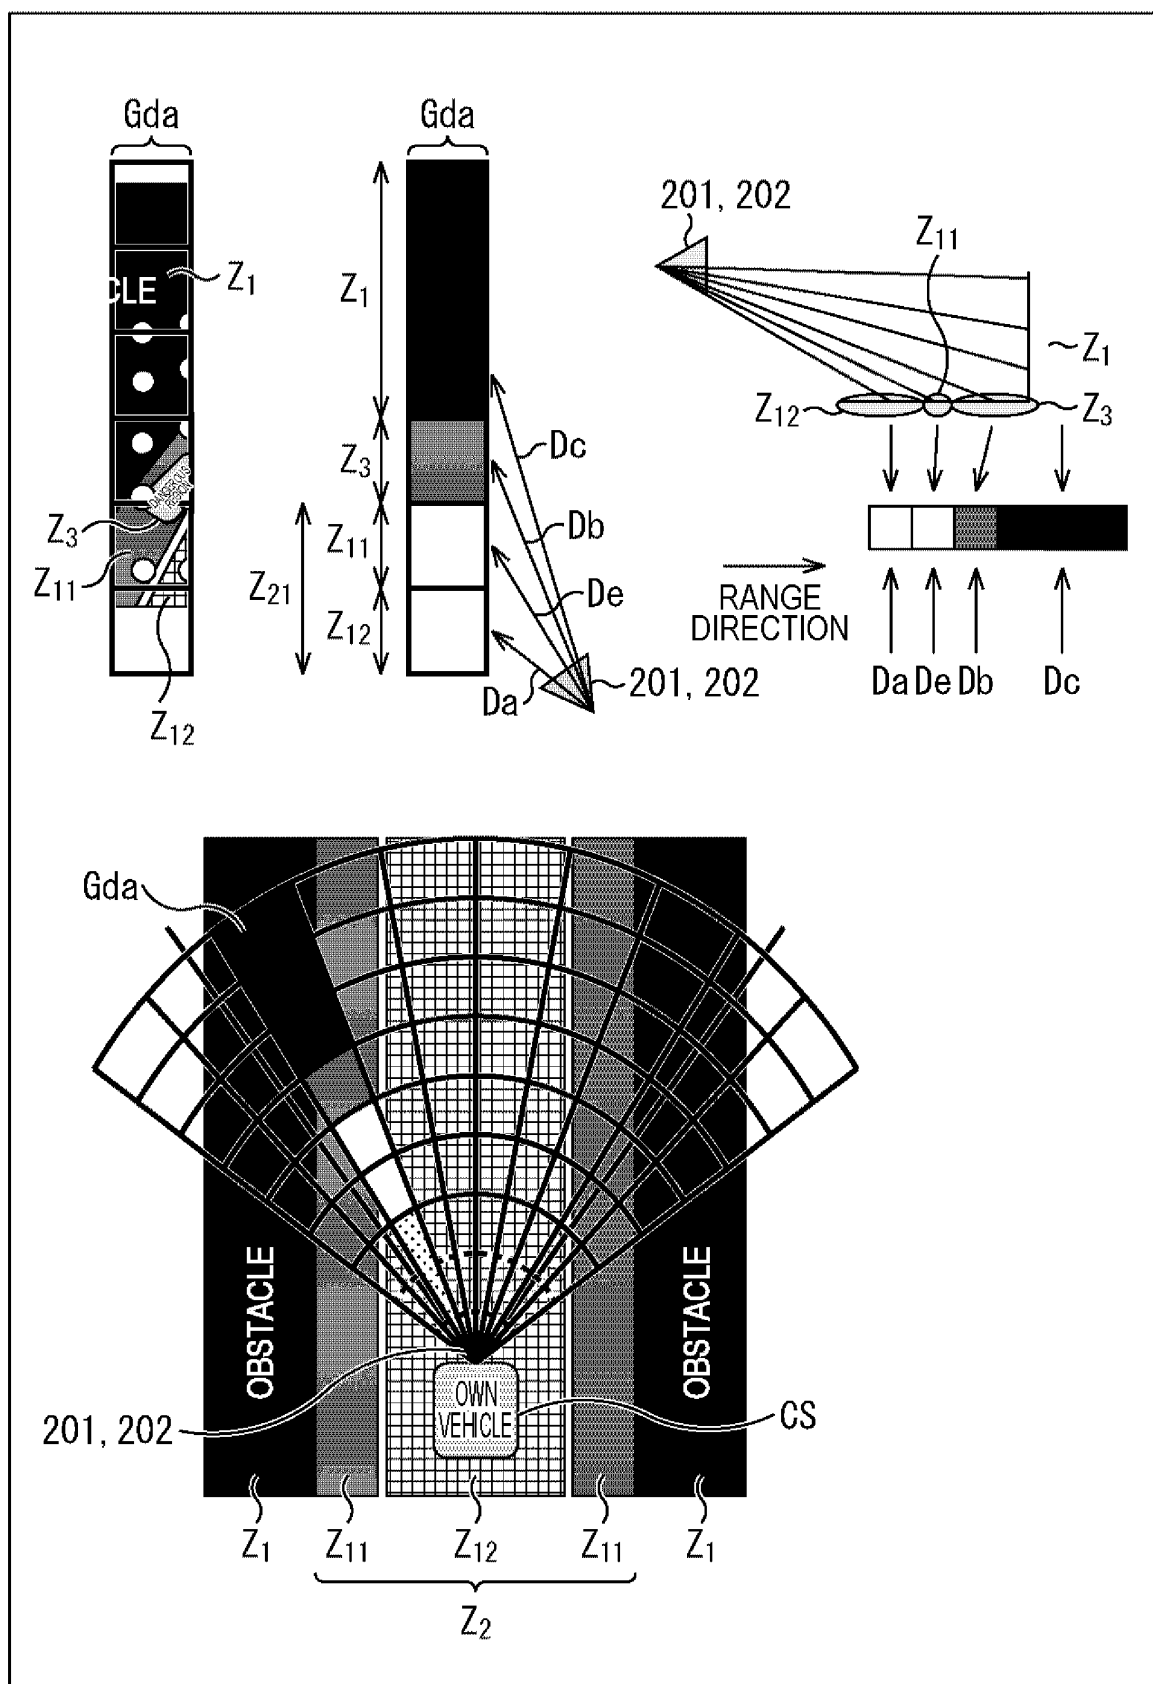 Gda
Gda
201, 202
Z11
Z1
CLE
Z1
Z1
Z12
Z3
Z3
Dc
DANGEROUS
REGION
Z3
Z11
Z11
Z21
Db
De
Z12
RANGE
DIRECTION
Da
201, 202
Da De Db Dc
Z12
Gda
OBSTACLE
OBSTACLE
OWN
VEHICLE
CS
201, 202
Z1 Z11 Z12 Z11 Z1
Z2